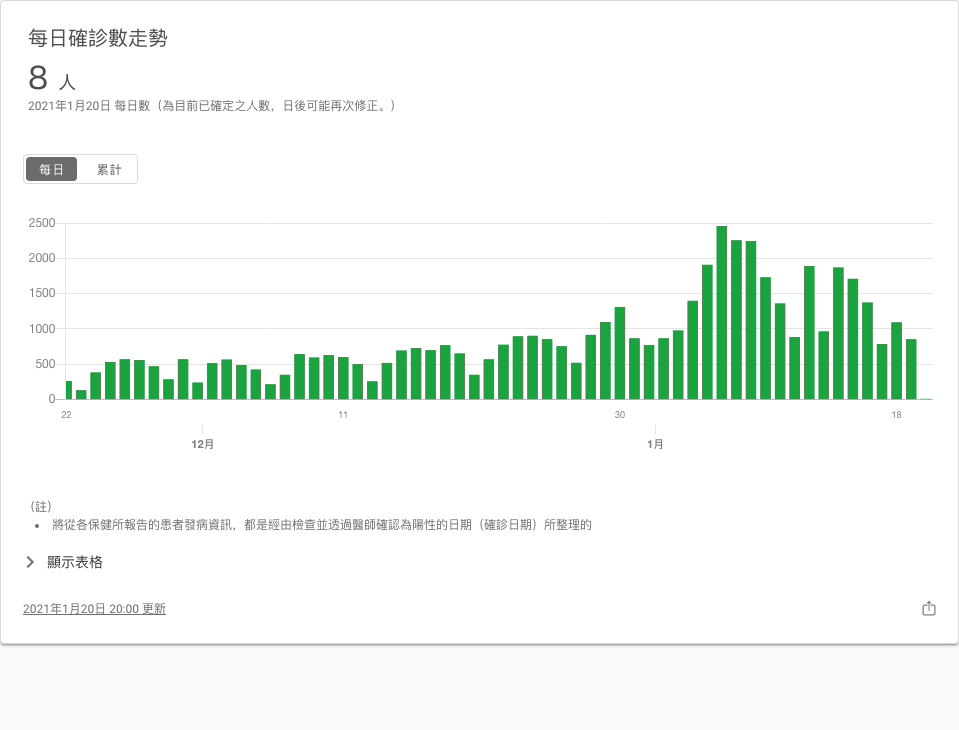 每日確診數走勢
8 人
2021年1月20日 每日數（為目前已確定之人數，日後可能再次修正。）
每日 累計
2500
2000
1500
1000
500
0
22 11 30 18
12月 1月
（註）
• 將從各保健所報告的患者發病資訊，都是經由檢查並透過醫師確認為陽性的日期（確診日期）所整理的
顯示表格
2021年1月20日 20:00 更新